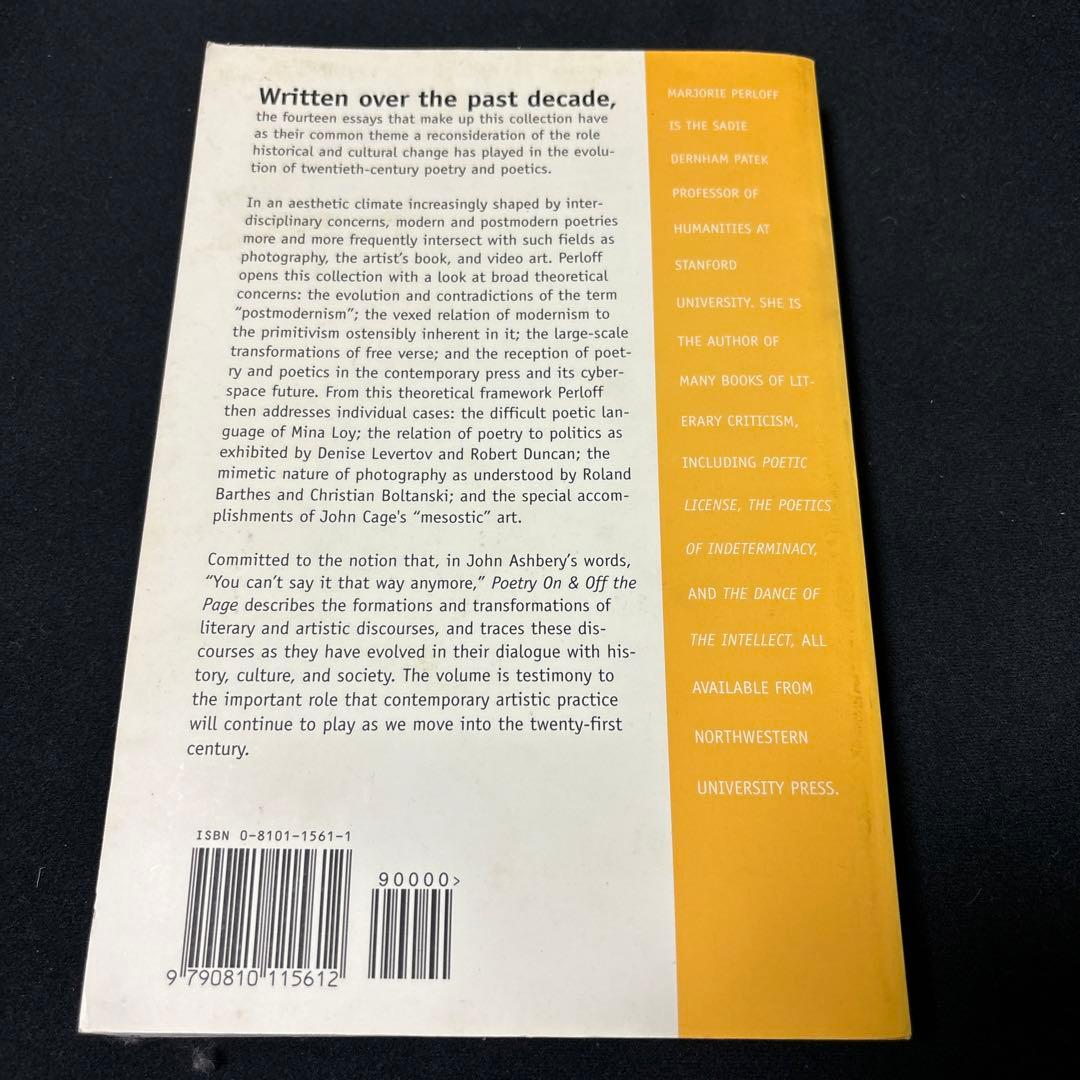 Written over the past decade,
the fourteen essays that make up this collection have
as their common theme a reconsideration of the role
historical and cultural change has played in the evolu-
tion of twentieth-century poetry and poetics.
In an aesthetic climate increasingly shaped by inter-
disciplinary concerns, modern and postmodern poetries
more and more frequently intersect with such fields as
photography, the artist's book, and video art. Perloff
opens this collection with a look at broad theoretical
concerns: the evolution and contradictions of the term
“postmodernism”; the vexed relation of modernism to
the primitivism ostensibly inherent in it; the large-scale
transformations of free verse; and the reception of poet-
ry and poetics in the contemporary press and its cyber-
space future. From this theoretical framework Perloff
then addresses individual cases: the difficult poetic lan-
guage of Mina Loy; the relation of poetry to politics as
exhibited by Denise Levertov and Robert Duncan; the
mimetic nature of photography as understood by Roland
Barthes and Christian Boltanski; and the special accom-
plishments of John Cage's “mesostic” art.
Committed to the notion that, in John Ashbery's words,
“You can't say it that way anymore,” Poetry On & Off the
Page describes the formations and transformations of
literary and artistic discourses, and traces these dis-
courses as they have evolved in their dialogue with his-
tory, culture, and society. The volume is testimony to
the important role that contemporary artistic practice
will continue to play as we move into the twenty-first
century.
ISBN 0-8101-1561-1
90000>
9 790810 115612
MARJORIE PERLOFF
IS THE SADIE
DERNHAM PATEK
PROFESSOR OF
HUMANITIES AT
STANFORD
UNIVERSITY. SHE IS
THE AUTHOR OF
MANY BOOKS OF LIT-
ERARY CRITICISM,
INCLUDING POETIC
LICENSE, THE POETICS
OF INDETERMINACY,
AND THE DANCE OF
THE INTELLECT, ALL
AVAILABLE FROM
NORTHWESTERN
UNIVERSITY PRESS.